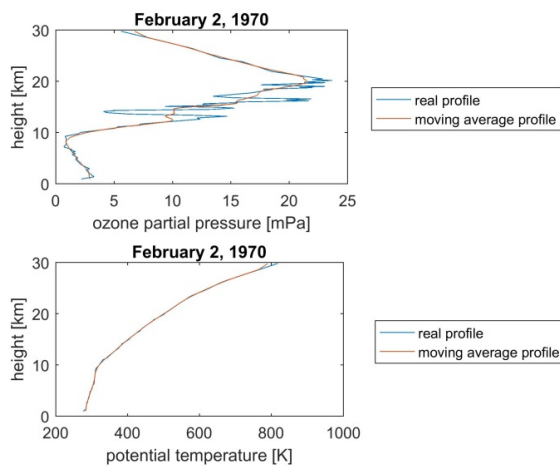 February 2, 1970
30
20
10
0
height [km]
0 5 10 15 20 25
ozone partial pressure [mPa]
real profile
moving average profile
February 2, 1970
30
20
10
0
height [km]
200 400 600 800 1000
potential temperature [K]
real profile
moving average profile